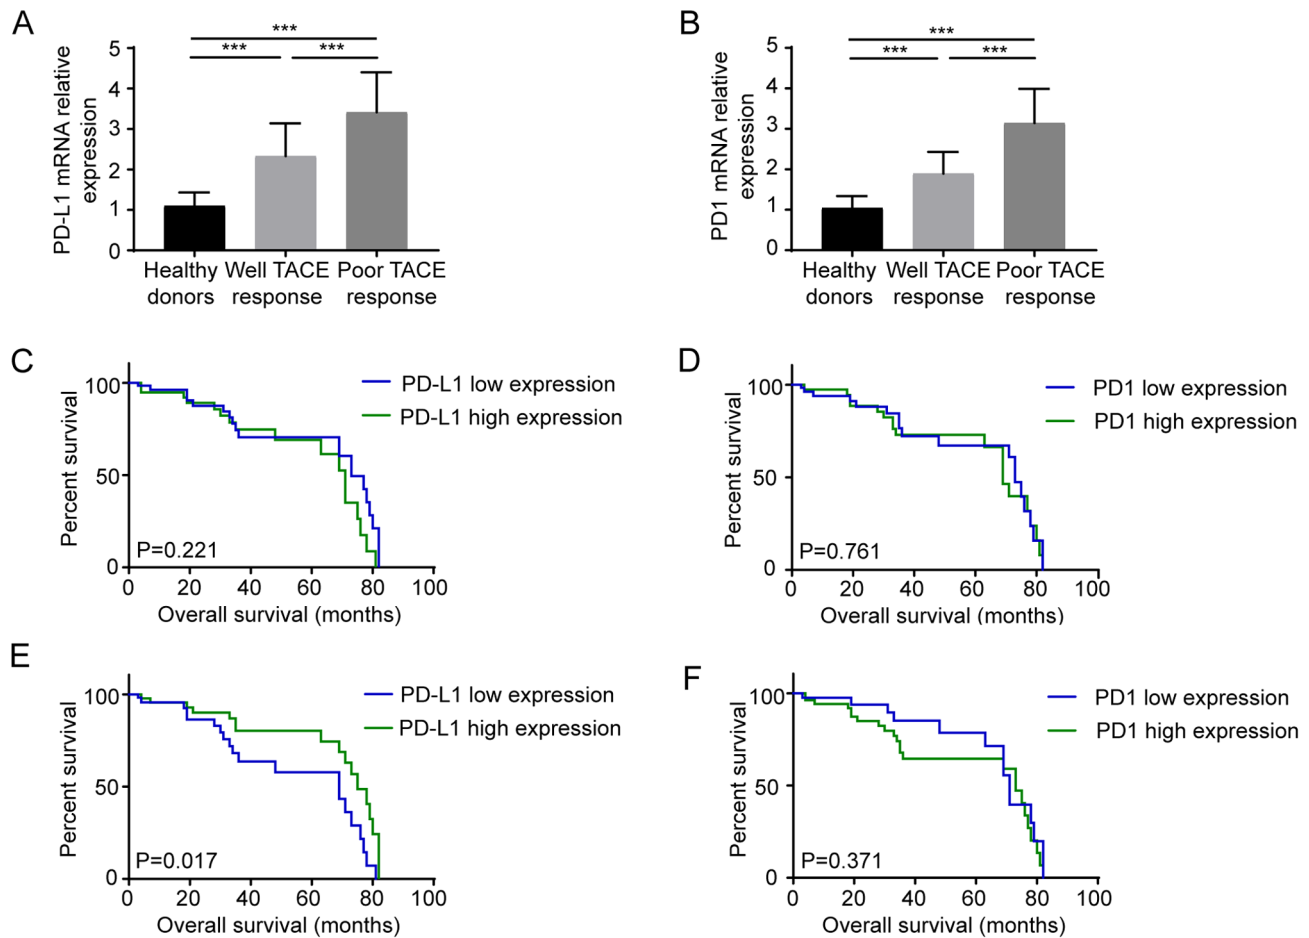 A
PD-L1 mRNA relative
expression
5
4
3
2
1
0
***
***
***
Healthy
donors
Well TACE
response
Poor TACE
response
B
PD1 mRNA relative
expression
5
4
3
2
1
0
***
***
***
Healthy
donors
Well TACE
response
Poor TACE
response
C
Percent survival
100
50
0
PD-L1 low expression
PD-L1 high expression
P=0.221
0 20 40 60 80 100
Overall survival (months)
D
Percent survival
100
50
0
PD1 low expression
PD1 high expression
P=0.761
0 20 40 60 80 100
Overall survival (months)
E
Percent survival
100
50
0
PD-L1 low expression
PD-L1 high expression
P=0.017
0 20 40 60 80 100
Overall survival (months)
F
Percent survival
100
50
0
PD1 low expression
PD1 high expression
P=0.371
0 20 40 60 80 100
Overall survival (months)